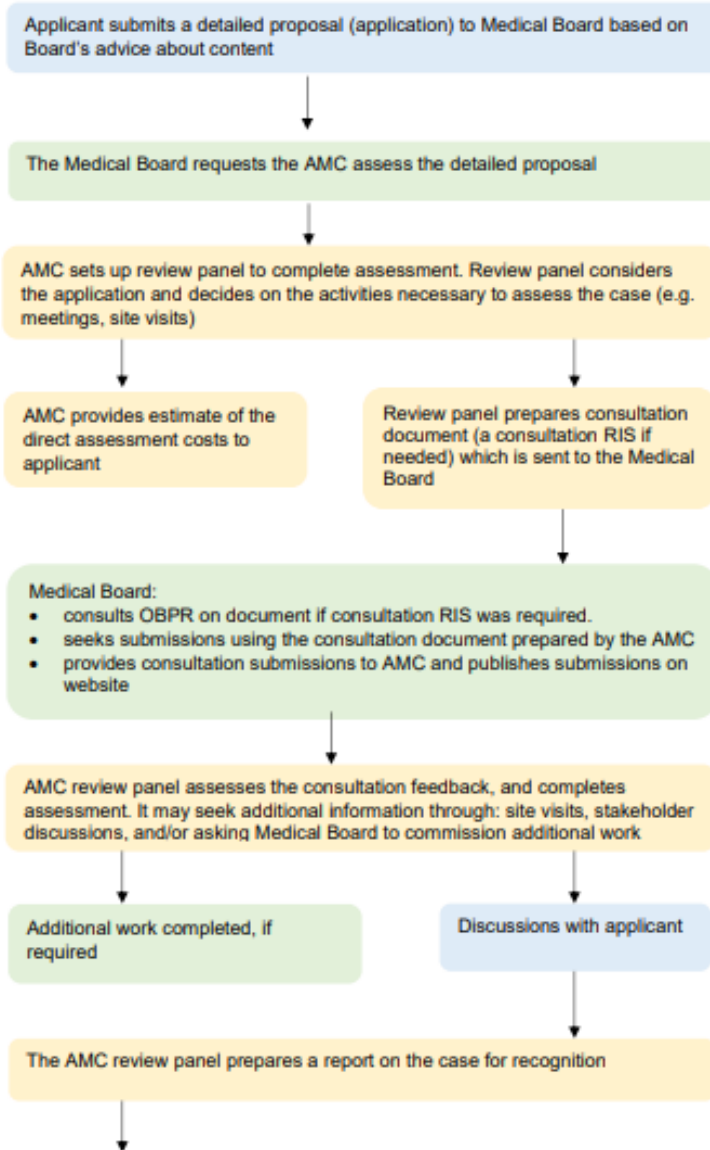 Applicant submits a detailed proposal (application) to Medical Board based on
Board's advice about content
The Medical Board requests the AMC assess the detailed proposal
AMC sets up review panel to complete assessment. Review panel considers
the application and decides on the activities necessary to assess the case (e.g.
meetings, site visits)
AMC provides estimate of the
direct assessment costs to
applicant
Review panel prepares consultation
document (a consultation RIS if
needed) which is sent to the Medical
Board
Medical Board:
• consults OBPR on document if consultation RIS was required.
• seeks submissions using the consultation document prepared by the AMC
• provides consultation submissions to AMC and publishes submissions on
website
AMC review panel assesses the consultation feedback, and completes
assessment. It may seek additional information through: site visits, stakeholder
discussions, and/or asking Medical Board to commission additional work
Additional work completed, if
required
Discussions with applicant
The AMC review panel prepares a report on the case for recognition